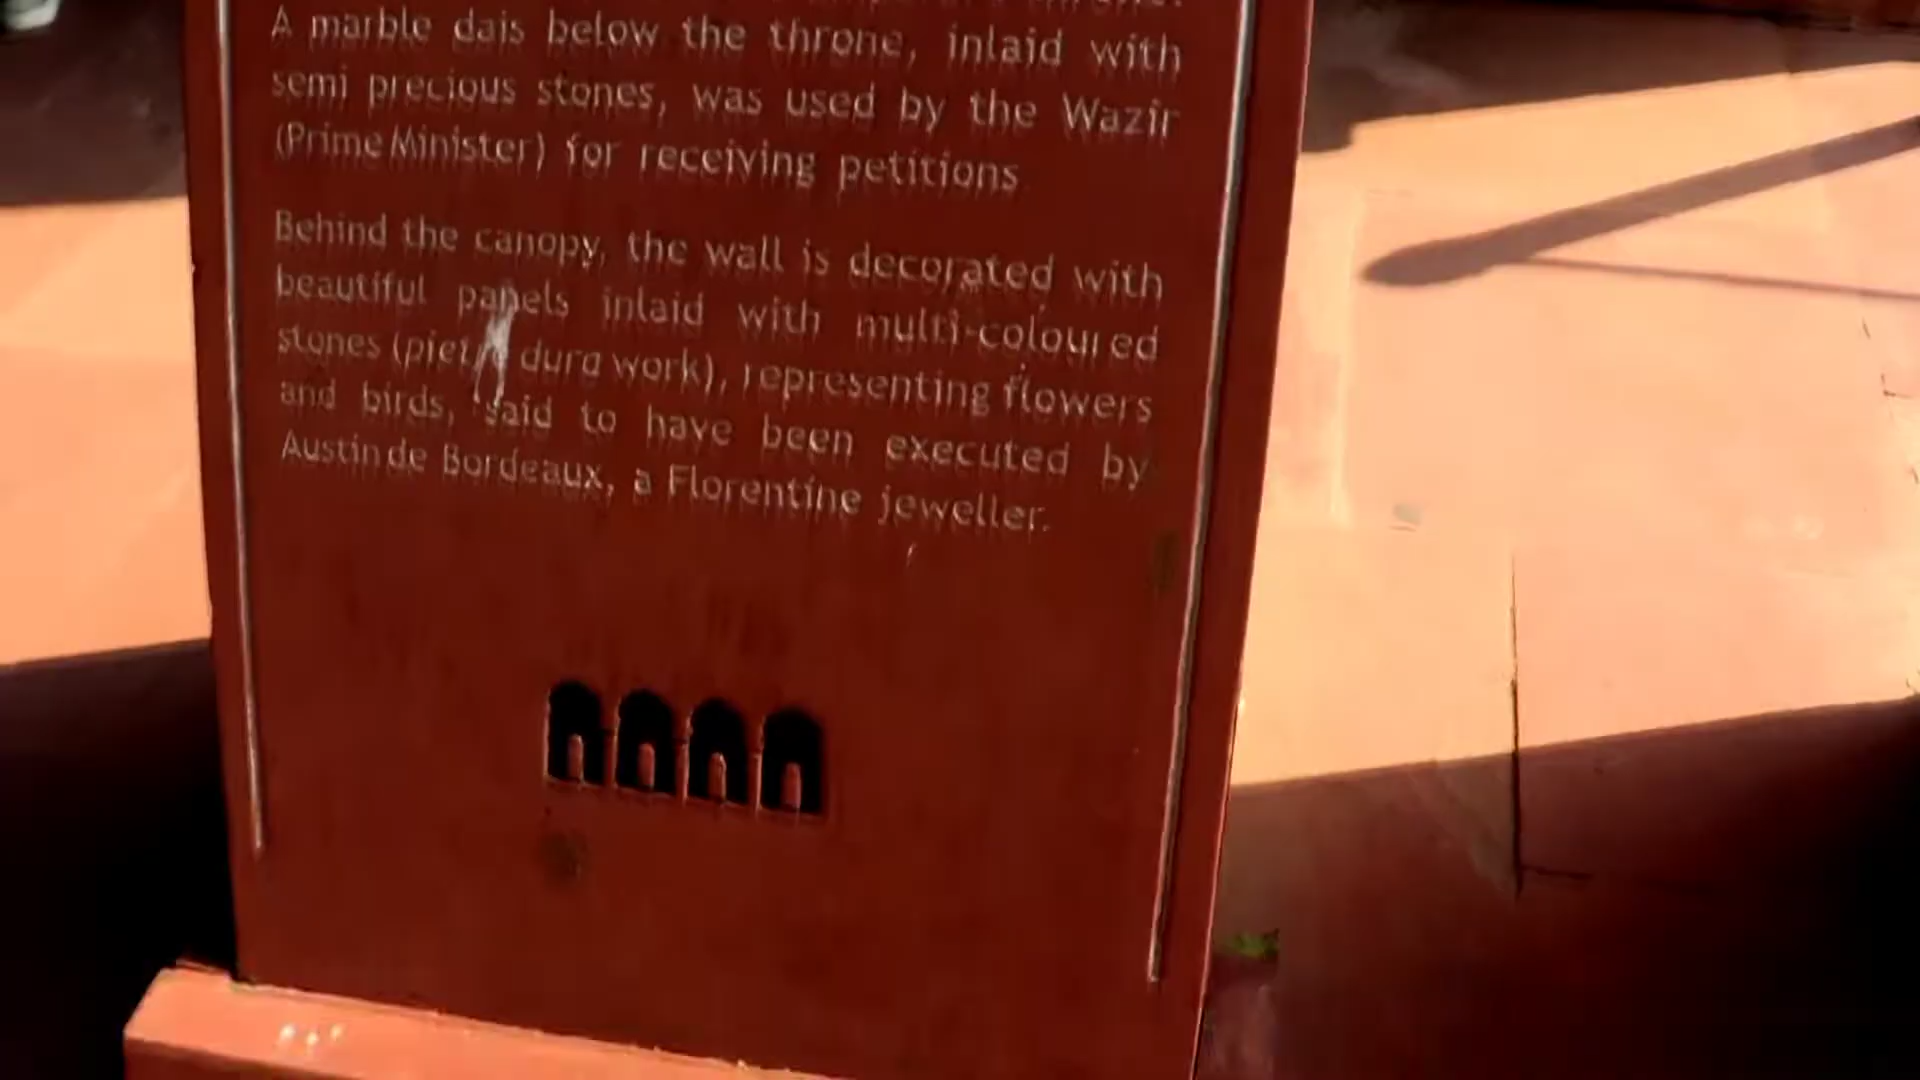 A marble dais below the throne, inlaid with
semi precious stones, was used by the Wazir
(Prime Minister) for receiving petitions
Behind the canopy, the wall is decorated with
beautiful panels inlaid with multi-coloured
stones (pietra dura work), representing flowers
and birds, said to have been executed by
Austin de Bordeaux, a Florentine jeweller.